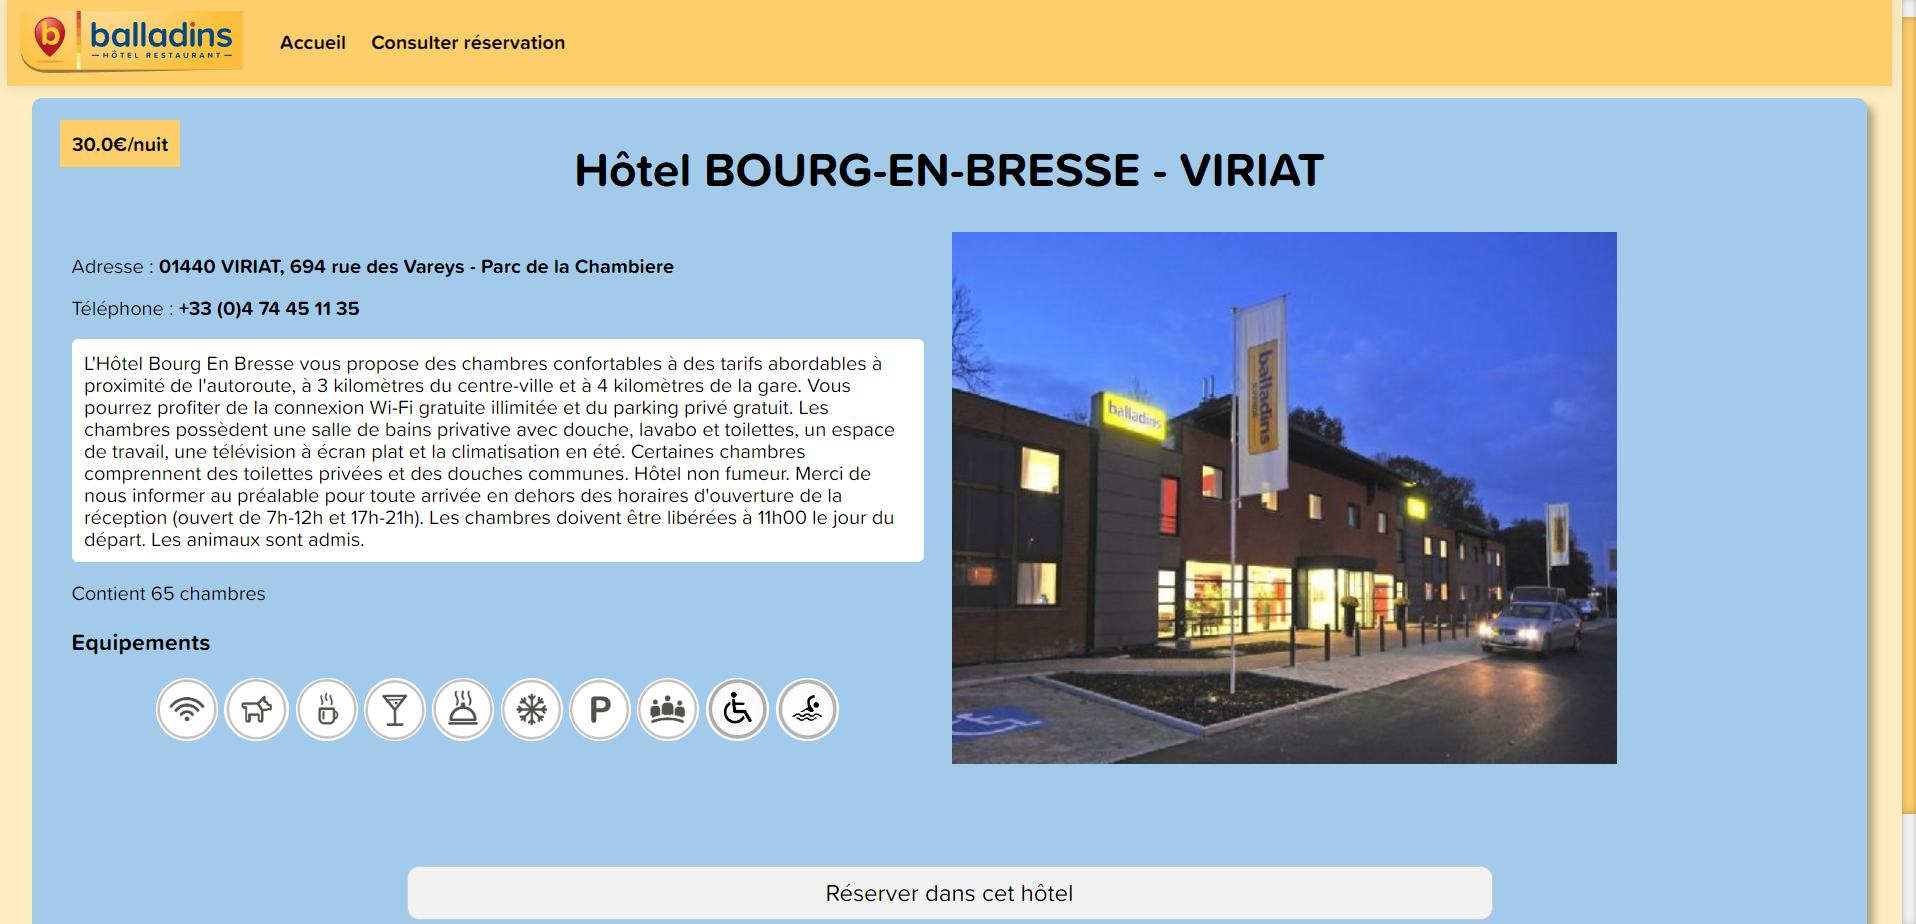 b balladins
HÔTEL RESTAURANT
Accueil
Consulter réservation
30.0€/nuit
Hôtel BOURG-EN-BRESSE - VIRIAT
Adresse : 01440 VIRIAT, 694 rue des Vareys - Parc de la Chambiere
Téléphone : +33 (0)4 74 45 11 35
L'Hôtel Bourg En Bresse vous propose des chambres confortables à des tarifs abordables à
proximité de l'autoroute, à 3 kilomètres du centre-ville et à 4 kilomètres de la gare. Vous
pourrez profiter de la connexion Wi-Fi gratuite illimitée et du parking privé gratuit. Les
chambres possèdent une salle de bains privative avec douche, lavabo et toilettes, un espace
de travail, une télévision à écran plat et la climatisation en été. Certaines chambres
comprennent des toilettes privées et des douches communes. Hôtel non fumeur. Merci de
nous informer au préalable pour toute arrivée en dehors des horaires d'ouverture de la
réception (ouvert de 7h-12h et 17h-21h). Les chambres doivent être libérées à 11h00 le jour du
départ. Les animaux sont admis.
Contient 65 chambres
Equipements
P
balladins
balladins
Réserver dans cet hôtel